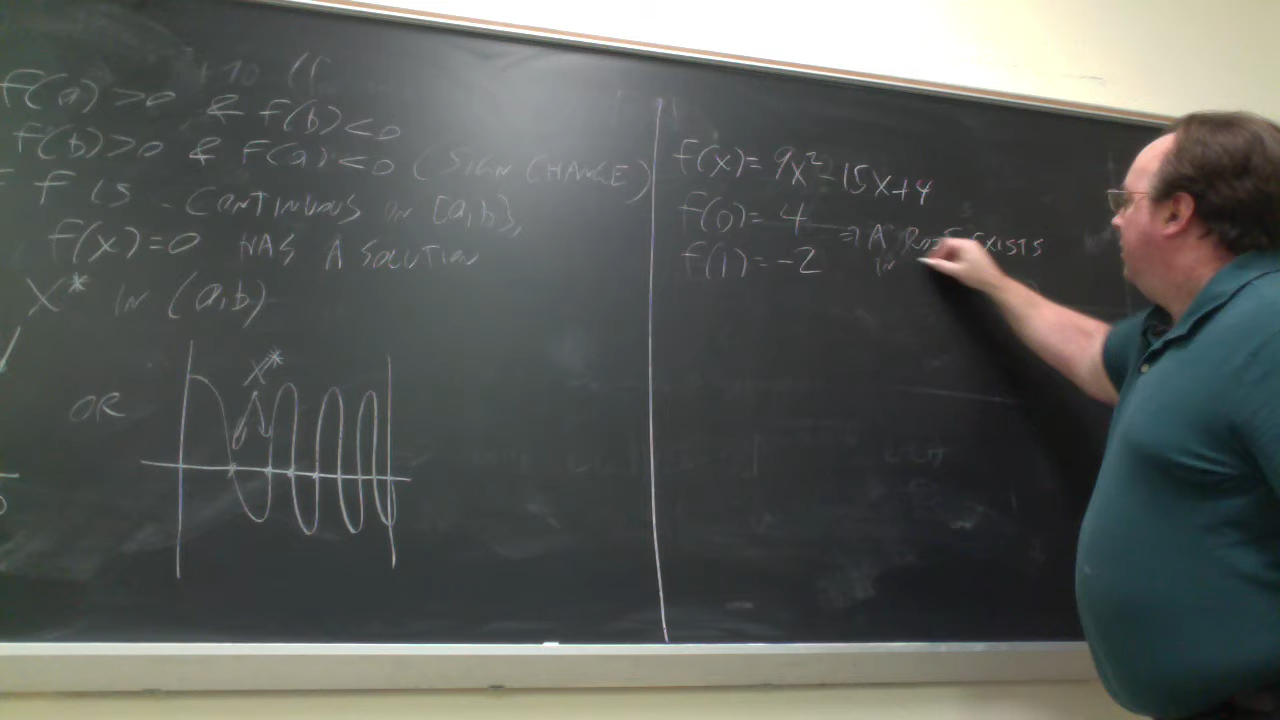 f(a)>0 & f(b)<0
f(b)>0 & f(a)<0 (SIGN CHANGE)
f IS CONTINUOUS ON [a,b],
f(x)=0 HAS A SOLUTION
X* IN (a,b)
OR
X*
f(x)=9x²-15x+4
f(0)=4
f(1)=-2
⇒ A ROOT EXISTS
IN